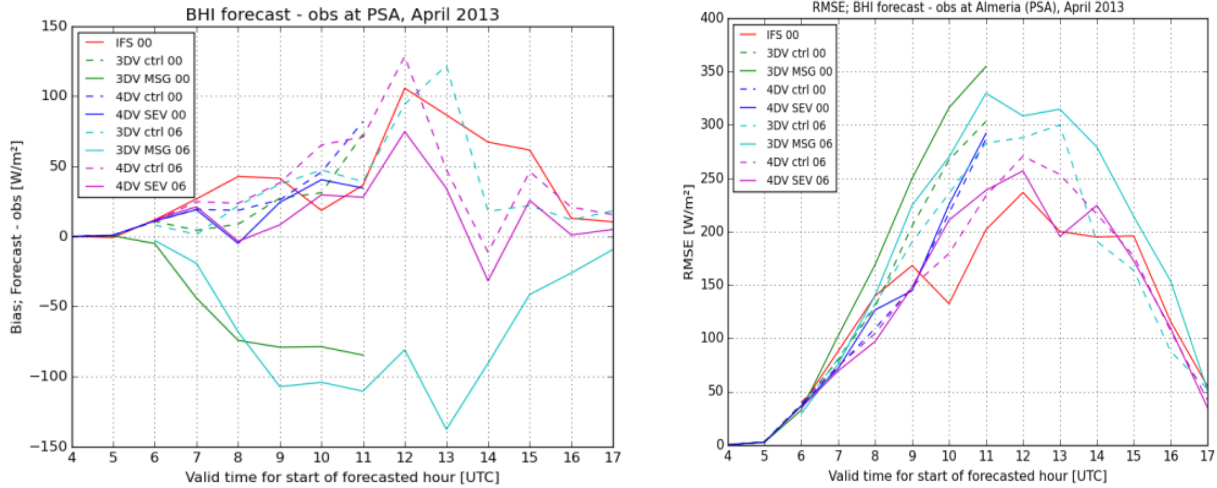 BHI forecast - obs at PSA, April 2013
Bias; Forecast - obs [W/m²]
150
100
50
0
−50
−100
−150
IFS 00
3DV ctrl 00
3DV MSG 00
4DV ctrl 00
4DV SEV 00
3DV ctrl 06
3DV MSG 06
4DV ctrl 06
4DV SEV 06
4 5 6 7 8 9 10 11 12 13 14 15 16 17
Valid time for start of forecasted hour [UTC]
RMSE; BHI forecast - obs at Almeria (PSA), April 2013
RMSE [W/m²]
400
350
300
250
200
150
100
50
0
IFS 00
3DV ctrl 00
3DV MSG 00
4DV ctrl 00
4DV SEV 00
3DV ctrl 06
3DV MSG 06
4DV ctrl 06
4DV SEV 06
4 5 6 7 8 9 10 11 12 13 14 15 16 17
Valid time for start of forecasted hour [UTC]